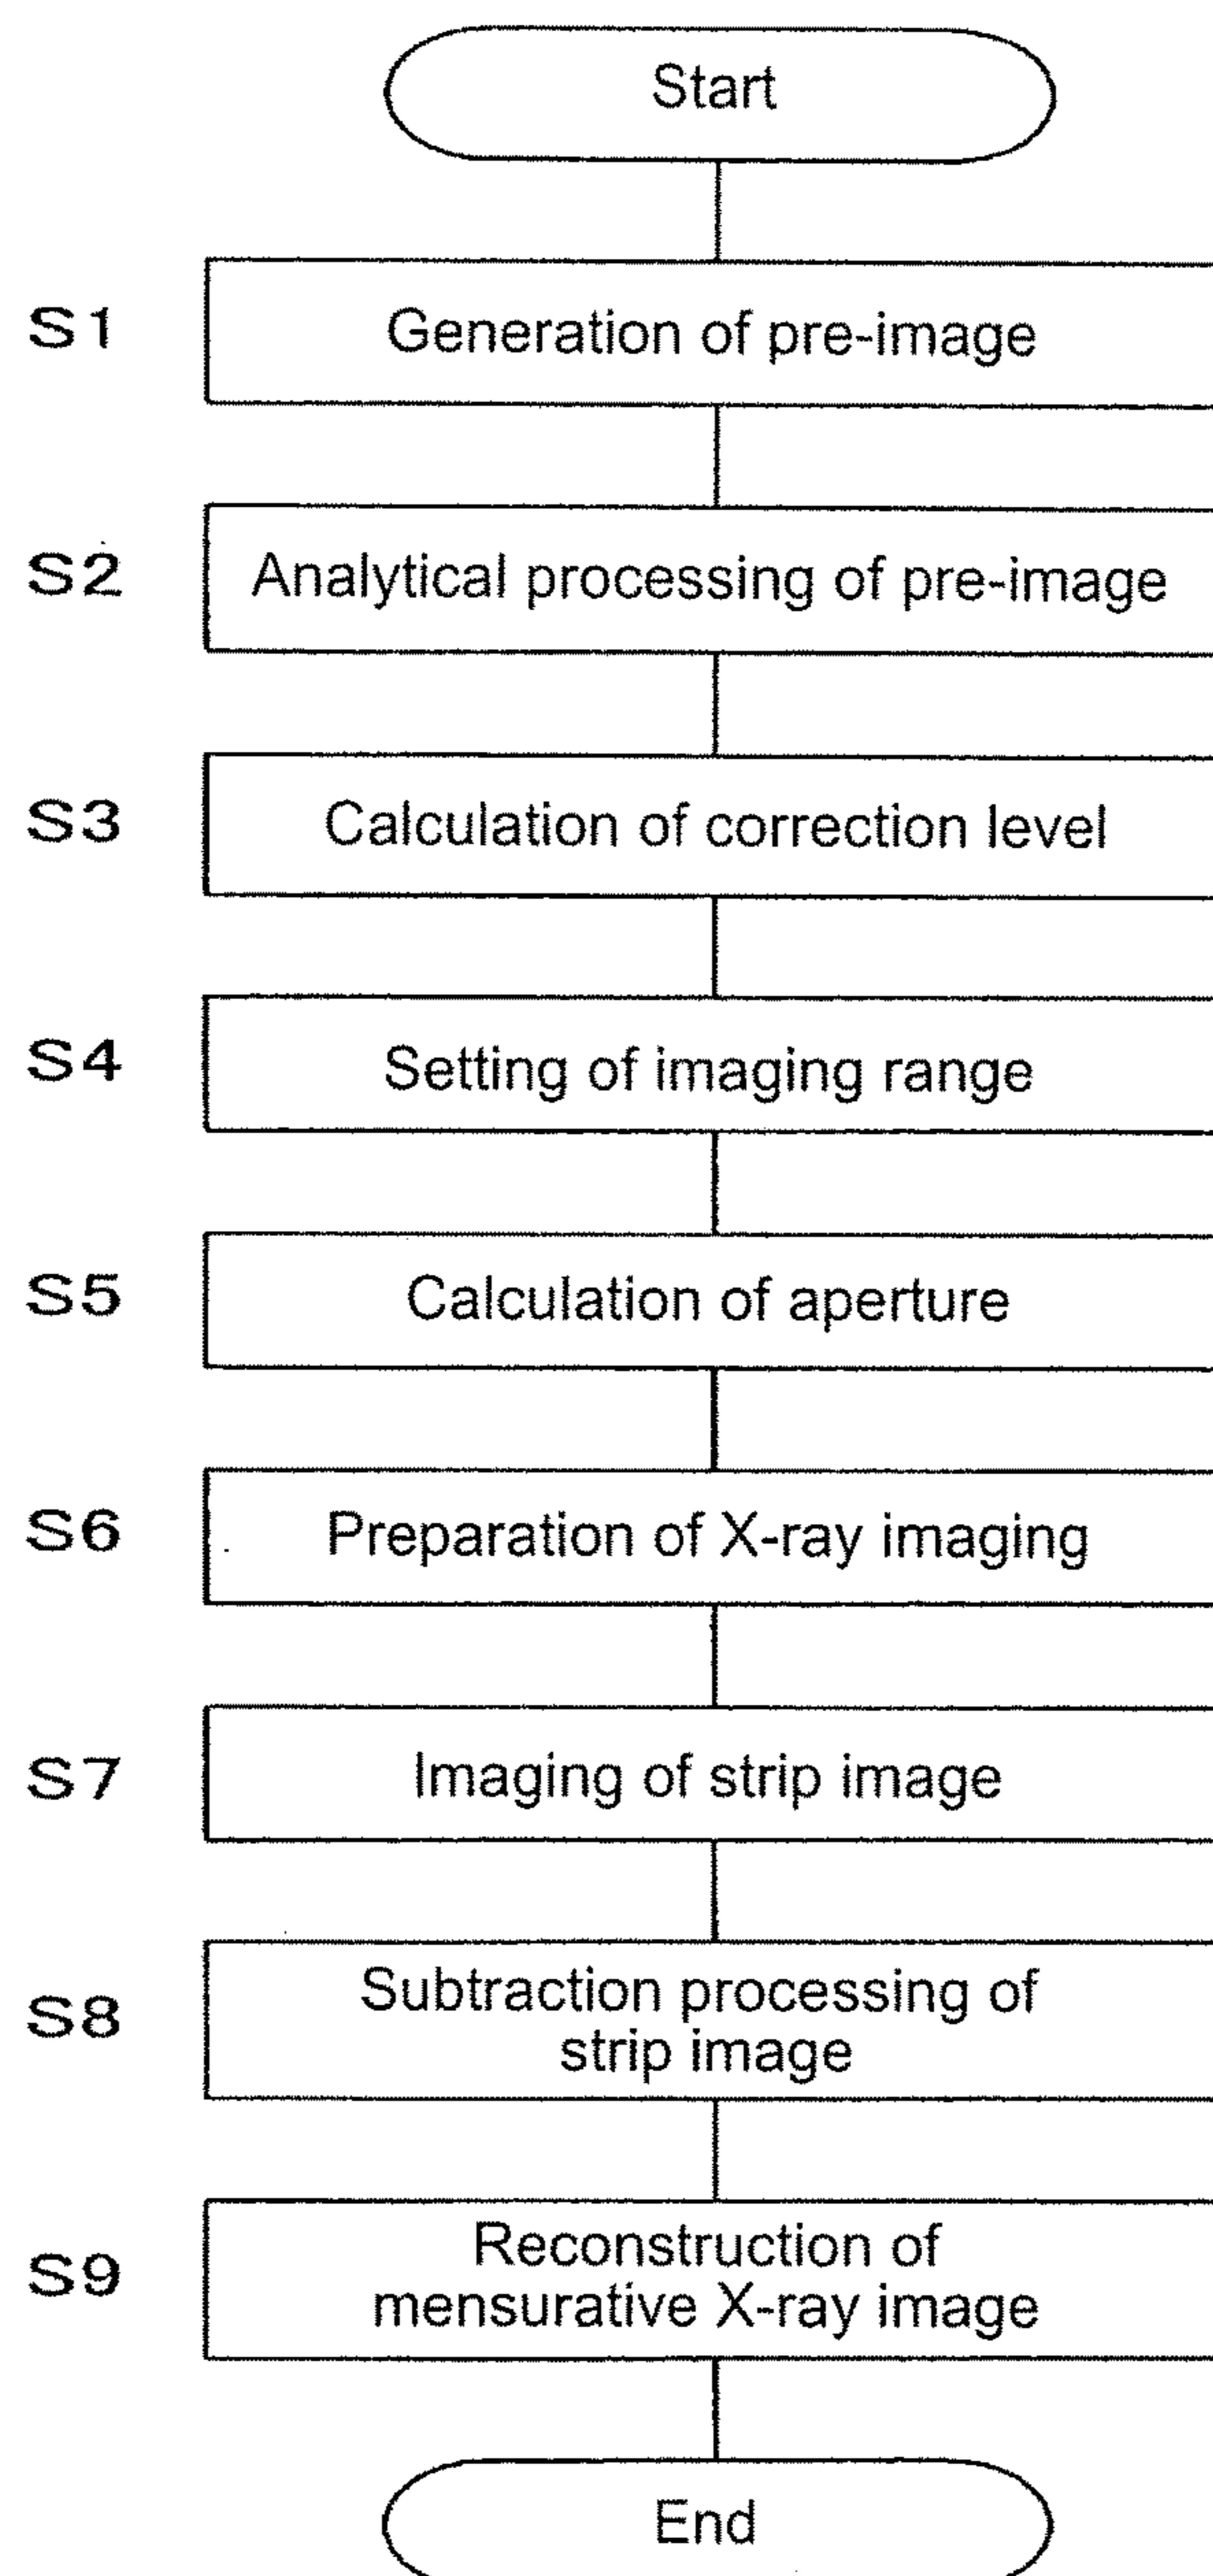 Start
S1 Generation of pre-image
S2 Analytical processing of pre-image
S3 Calculation of correction level
S4 Setting of imaging range
S5 Calculation of aperture
S6 Preparation of X-ray imaging
S7 Imaging of strip image
S8 Subtraction processing of
strip image
S9 Reconstruction of
mensurative X-ray image
End